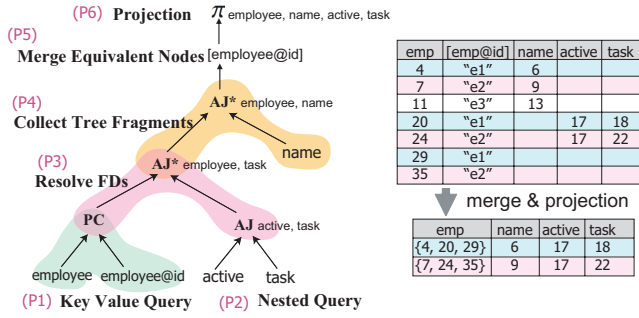 (P6) Projection π employee, name, active, task
(P5)
Merge Equivalent Nodes [employee@id]
(P4)
AJ* employee, name
Collect Tree Fragments
name
(P3)
AJ* employee, task
Resolve FDs
PC
AJ active, task
employee employee@id active task
(P1) Key Value Query (P2) Nested Query
emp [emp@id] name active task
4 "e1" 6
7 "e2" 9
11 "e3" 13
20 "e1" 17 18
24 "e2" 17 22
29 "e1"
35 "e2"
merge & projection
emp name active task
{4, 20, 29} 6 17 18
{7, 24, 35} 9 17 22